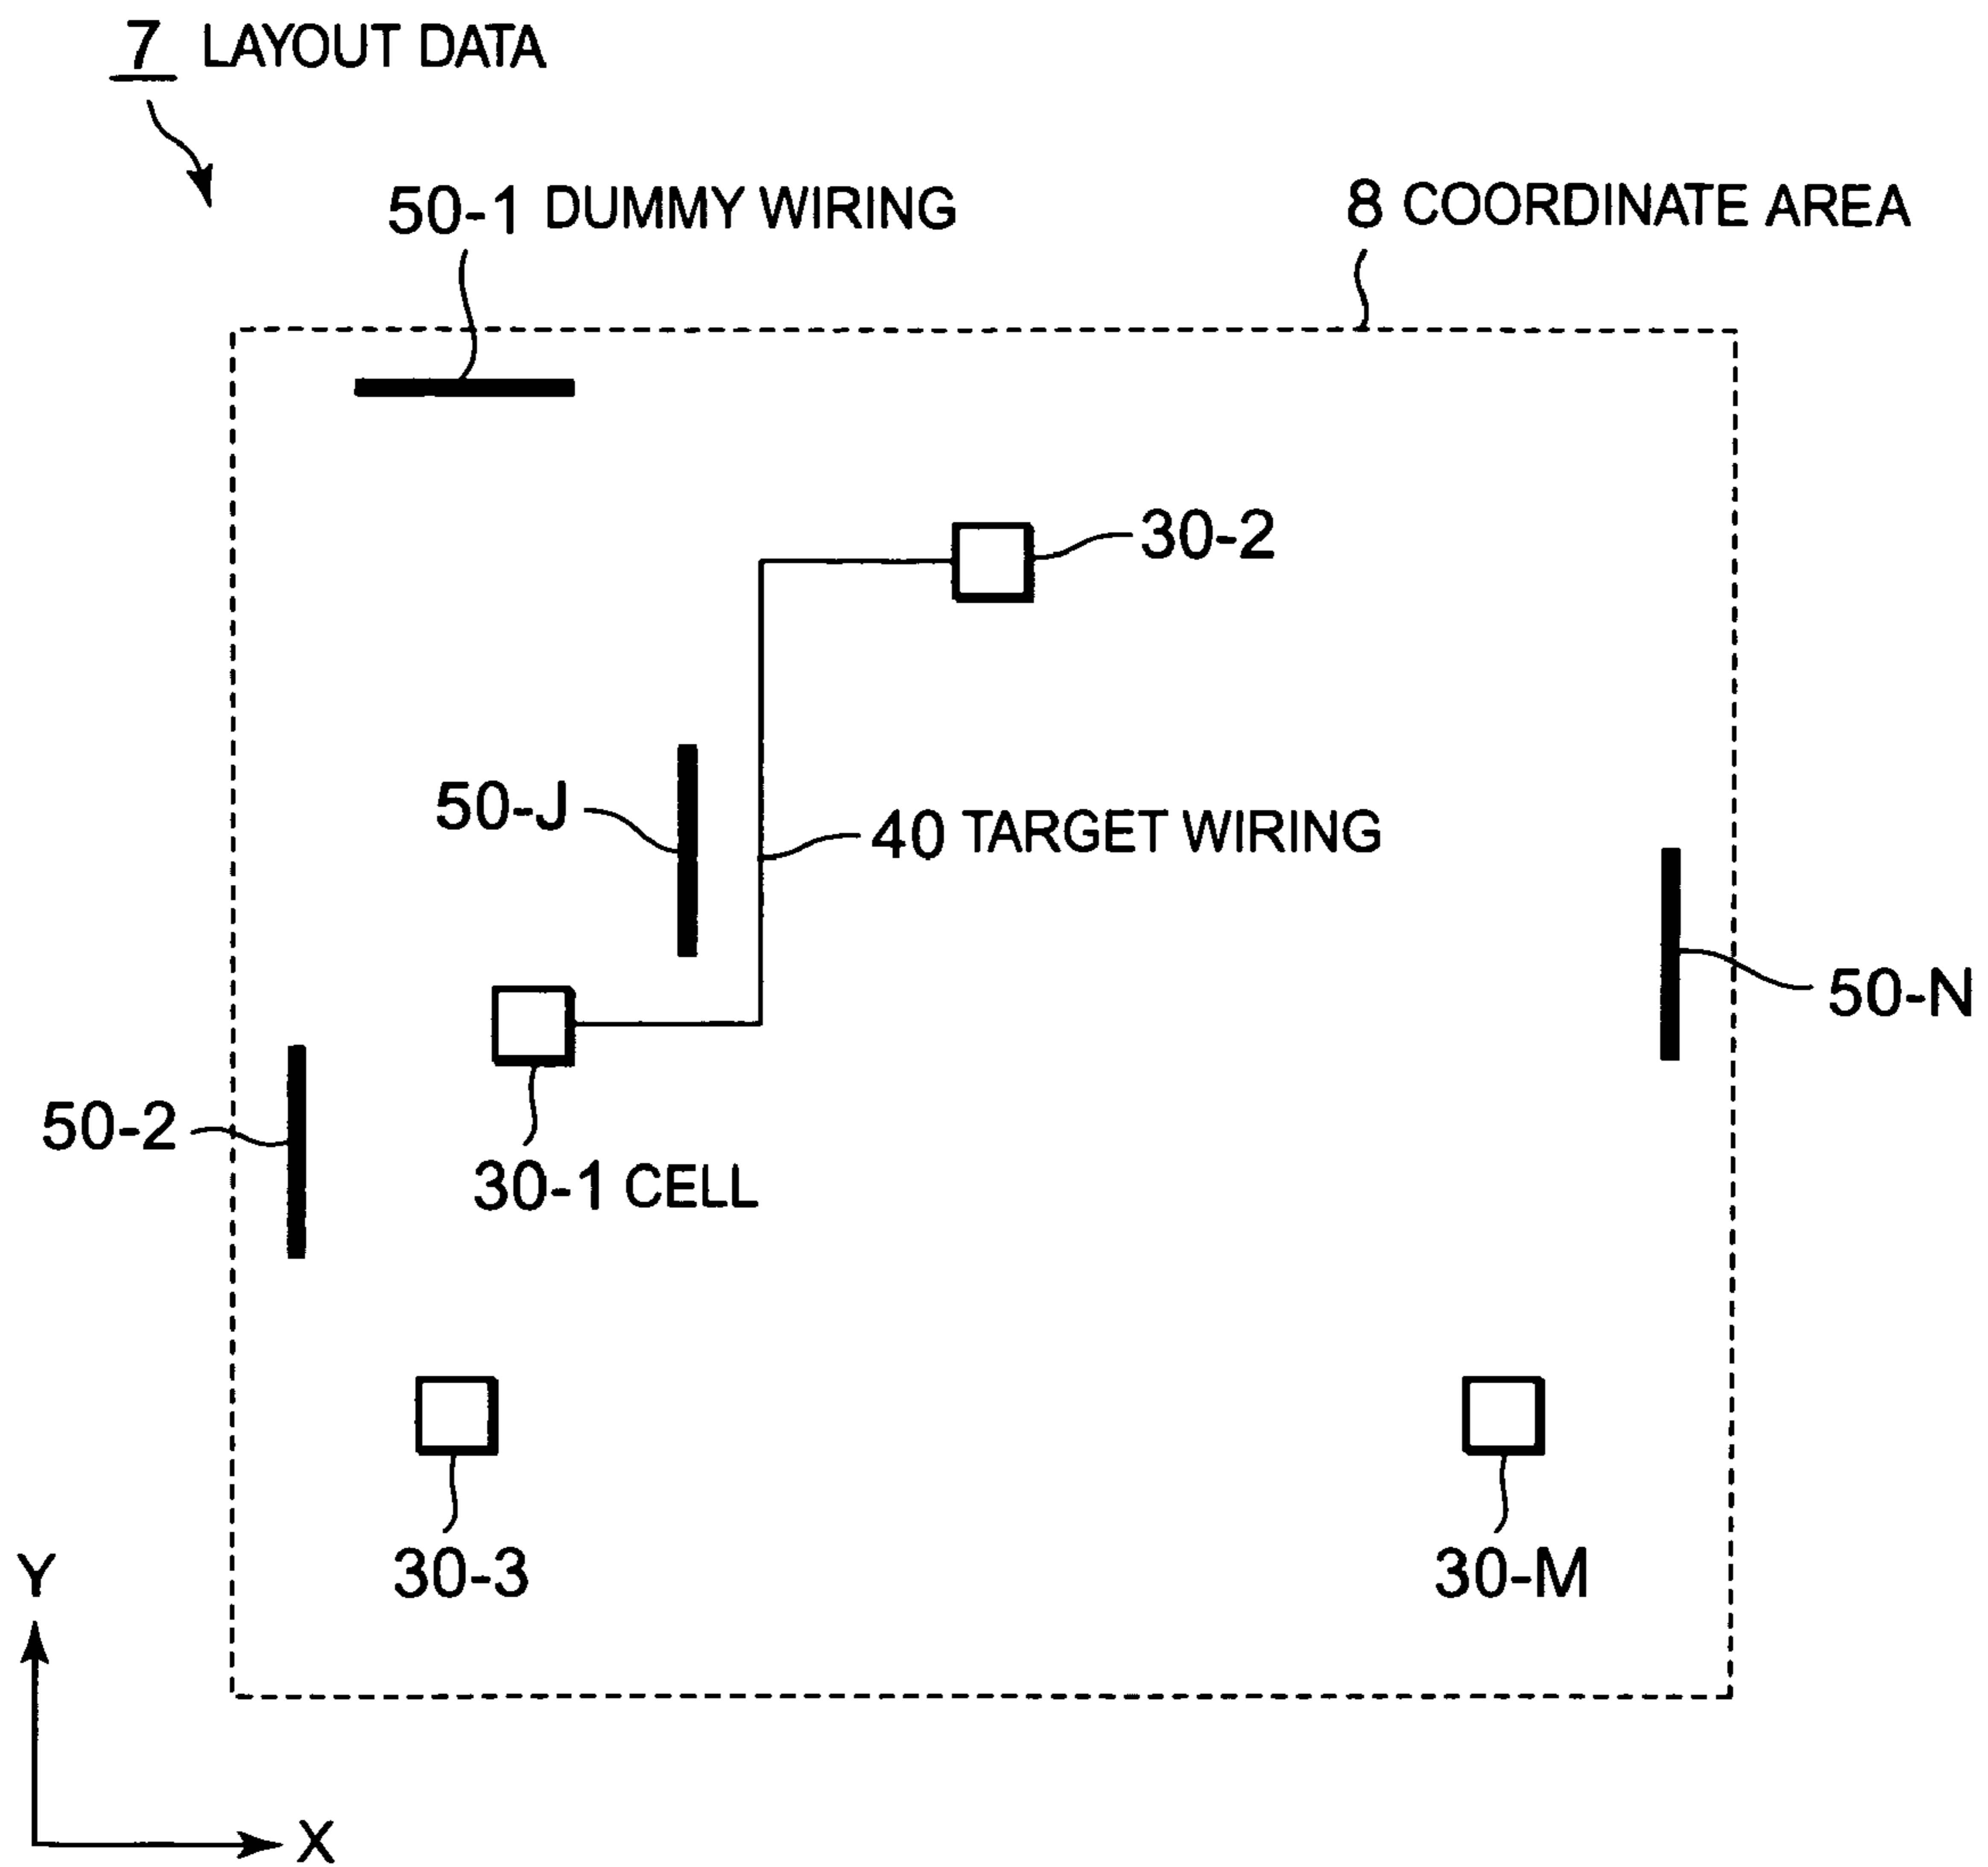 7 LAYOUT DATA
50-1 DUMMY WIRING
8 COORDINATE AREA
30-2
50-J
40 TARGET WIRING
50-N
50-2
30-1 CELL
30-3
30-M
Y
X